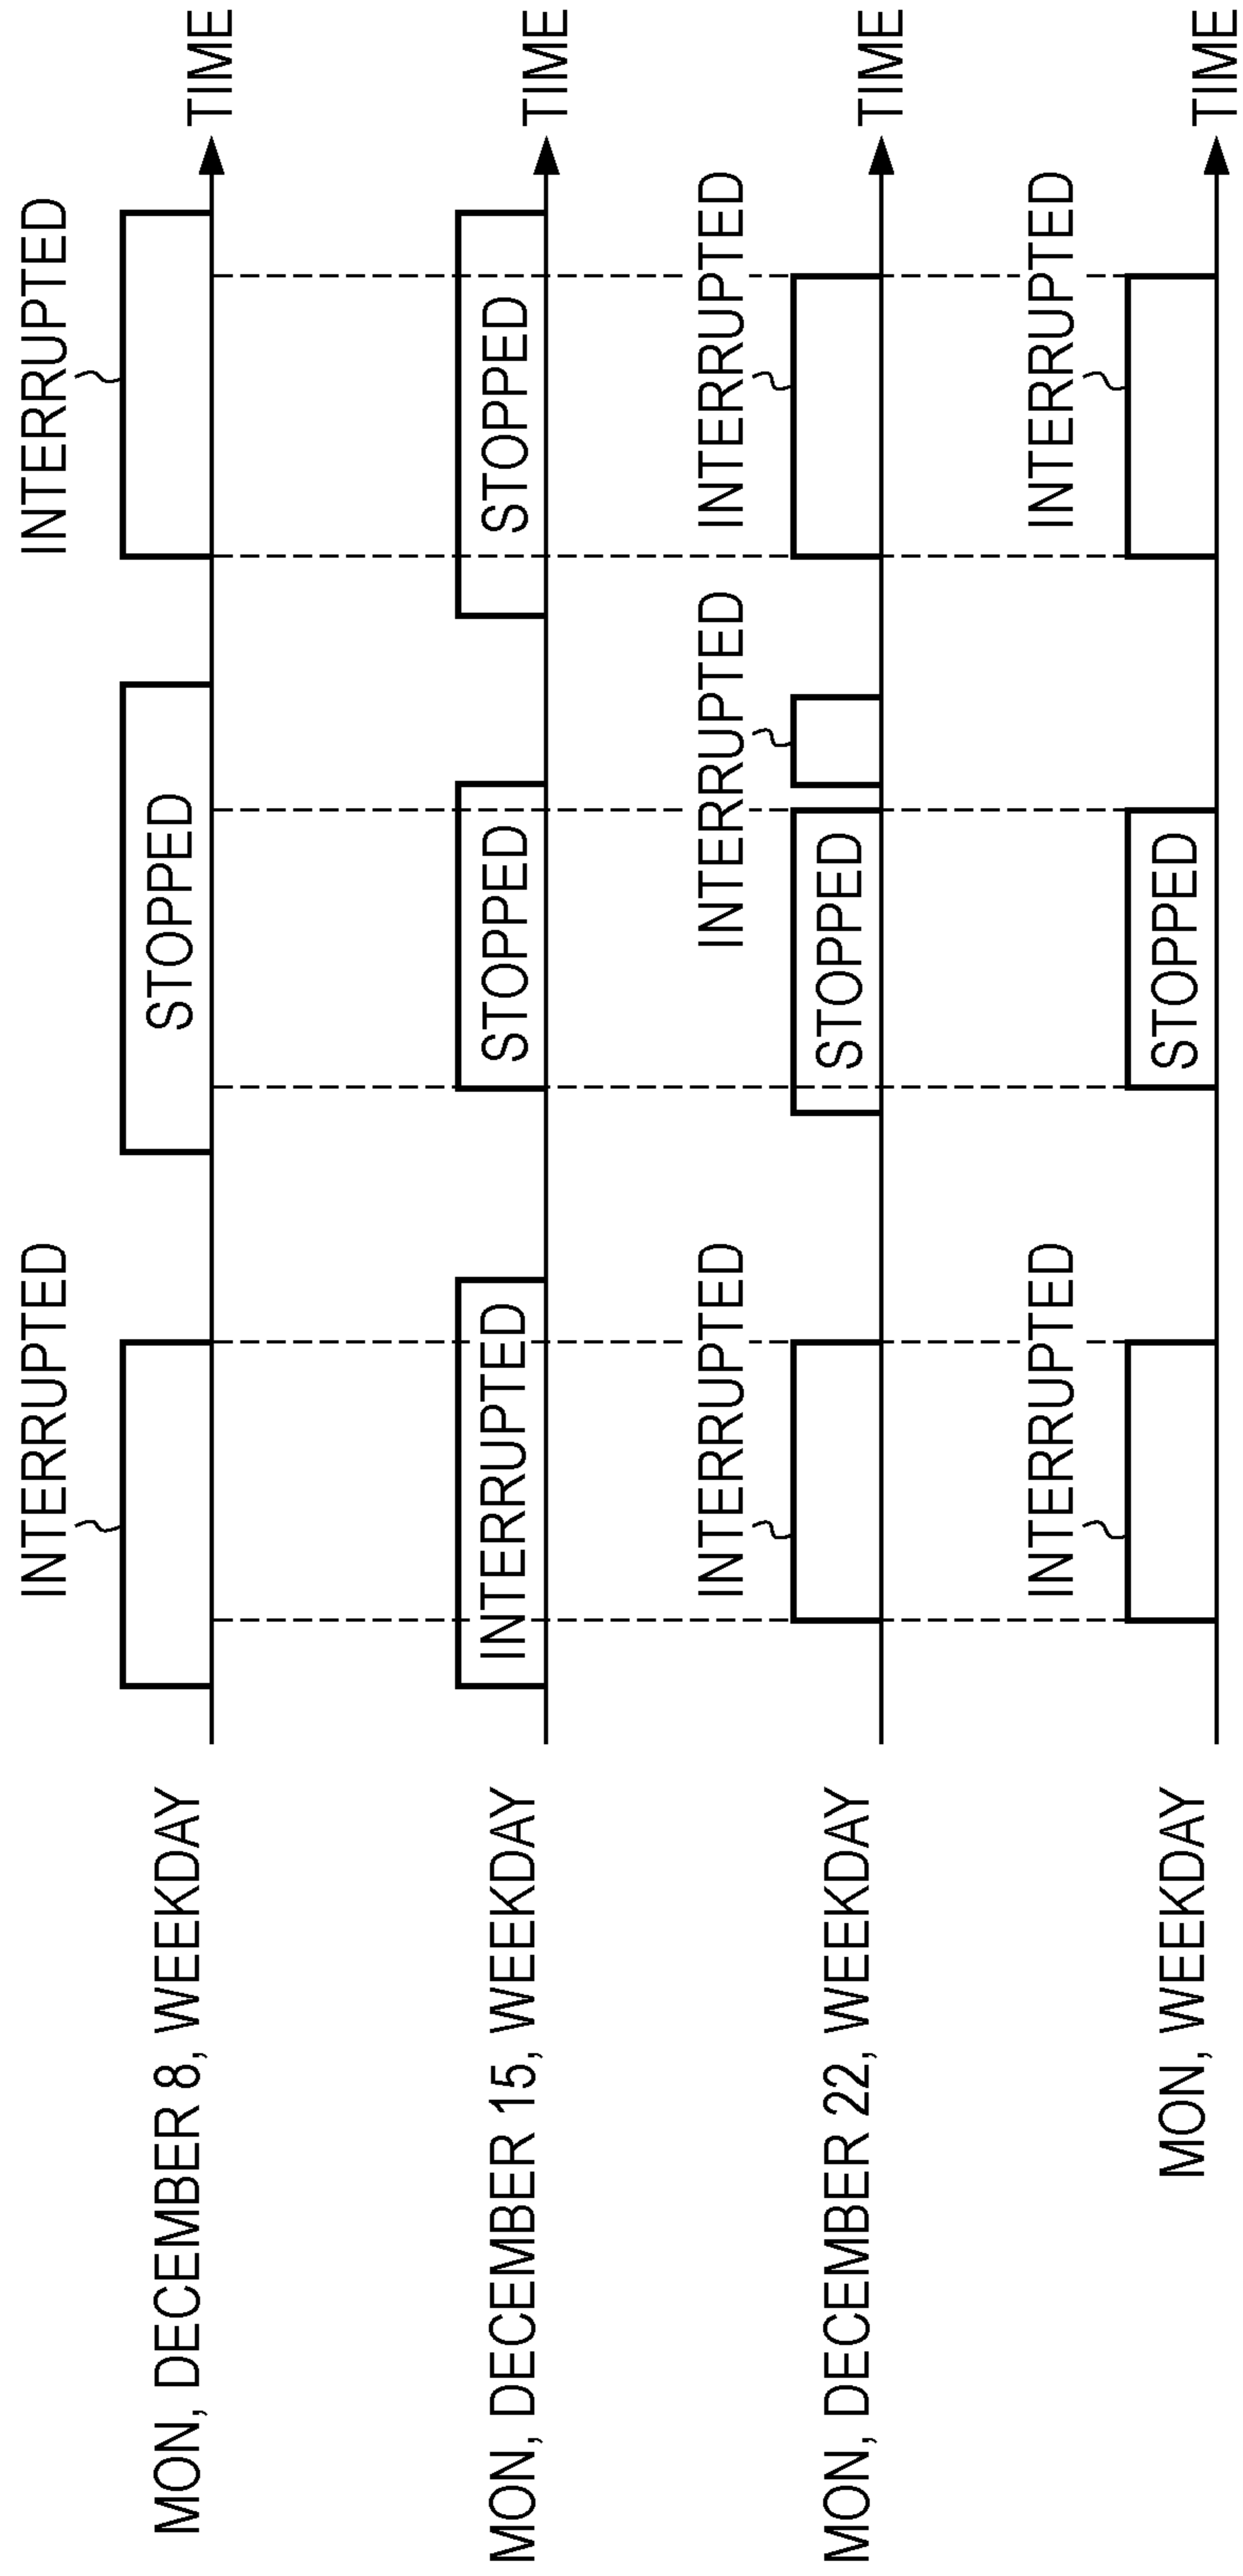 INTERRUPTED
INTERRUPTED
MON, DECEMBER 8, WEEKDAY
STOPPED
TIME
MON, DECEMBER 15, WEEKDAY
INTERRUPTED
STOPPED
STOPPED
TIME
INTERRUPTED
INTERRUPTED
INTERRUPTED
MON, DECEMBER 22, WEEKDAY
STOPPED
TIME
INTERRUPTED
INTERRUPTED
MON, WEEKDAY
STOPPED
TIME